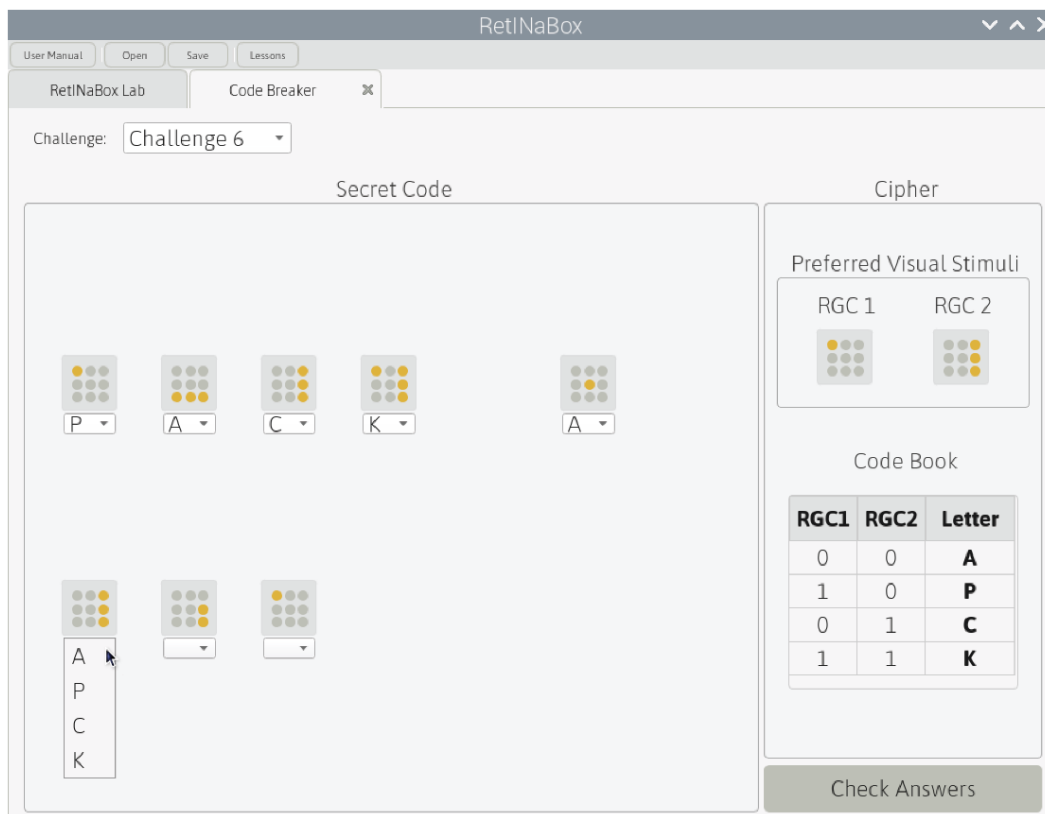 RetINaBox
User Manual Open Save Lessons
RetINaBox Lab Code Breaker
Challenge: Challenge 6
Secret Code
P A C K A
A
P
C
K
Cipher
Preferred Visual Stimuli
RGC 1 RGC 2
Code Book
RGC1 RGC2 Letter
0 0 A
1 0 P
0 1 C
1 1 K
Check Answers